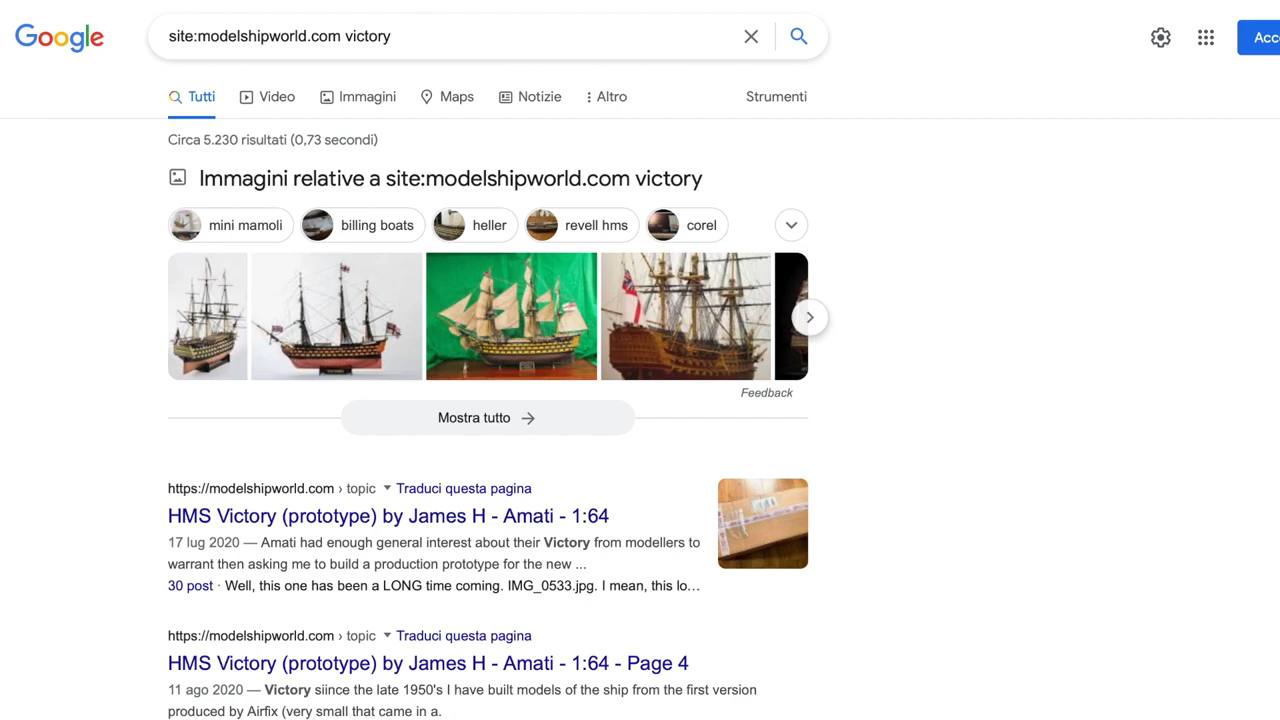 Google
site:modelshipworld.com victory
Acc
Tutti Video Immagini Maps Notizie Altro Strumenti
Circa 5.230 risultati (0,73 secondi)
Immagini relative a site:modelshipworld.com victory
mini mamoli billing boats heller revell hms corel
Feedback
Mostra tutto
https://modelshipworld.com › topic Traduci questa pagina
HMS Victory (prototype) by James H - Amati - 1:64
17 lug 2020 — Amati had enough general interest about their Victory from modellers to
warrant then asking me to build a production prototype for the new ...
30 post · Well, this one has been a LONG time coming. IMG_0533.jpg. I mean, this lo...
https://modelshipworld.com › topic Traduci questa pagina
HMS Victory (prototype) by James H - Amati - 1:64 - Page 4
11 ago 2020 — Victory siince the late 1950's I have built models of the ship from the first version
produced by Airfix (very small that came in a.